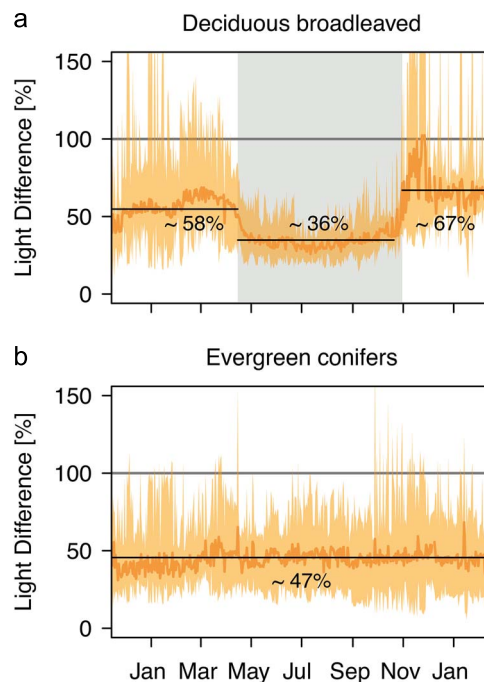 a
Deciduous broadleaved
Light Difference [%]
150
100
50
0
~ 58%
~ 36%
~ 67%
b
Evergreen conifers
Light Difference [%]
150
100
50
0
~ 47%
Jan Mar May Jul Sep Nov Jan